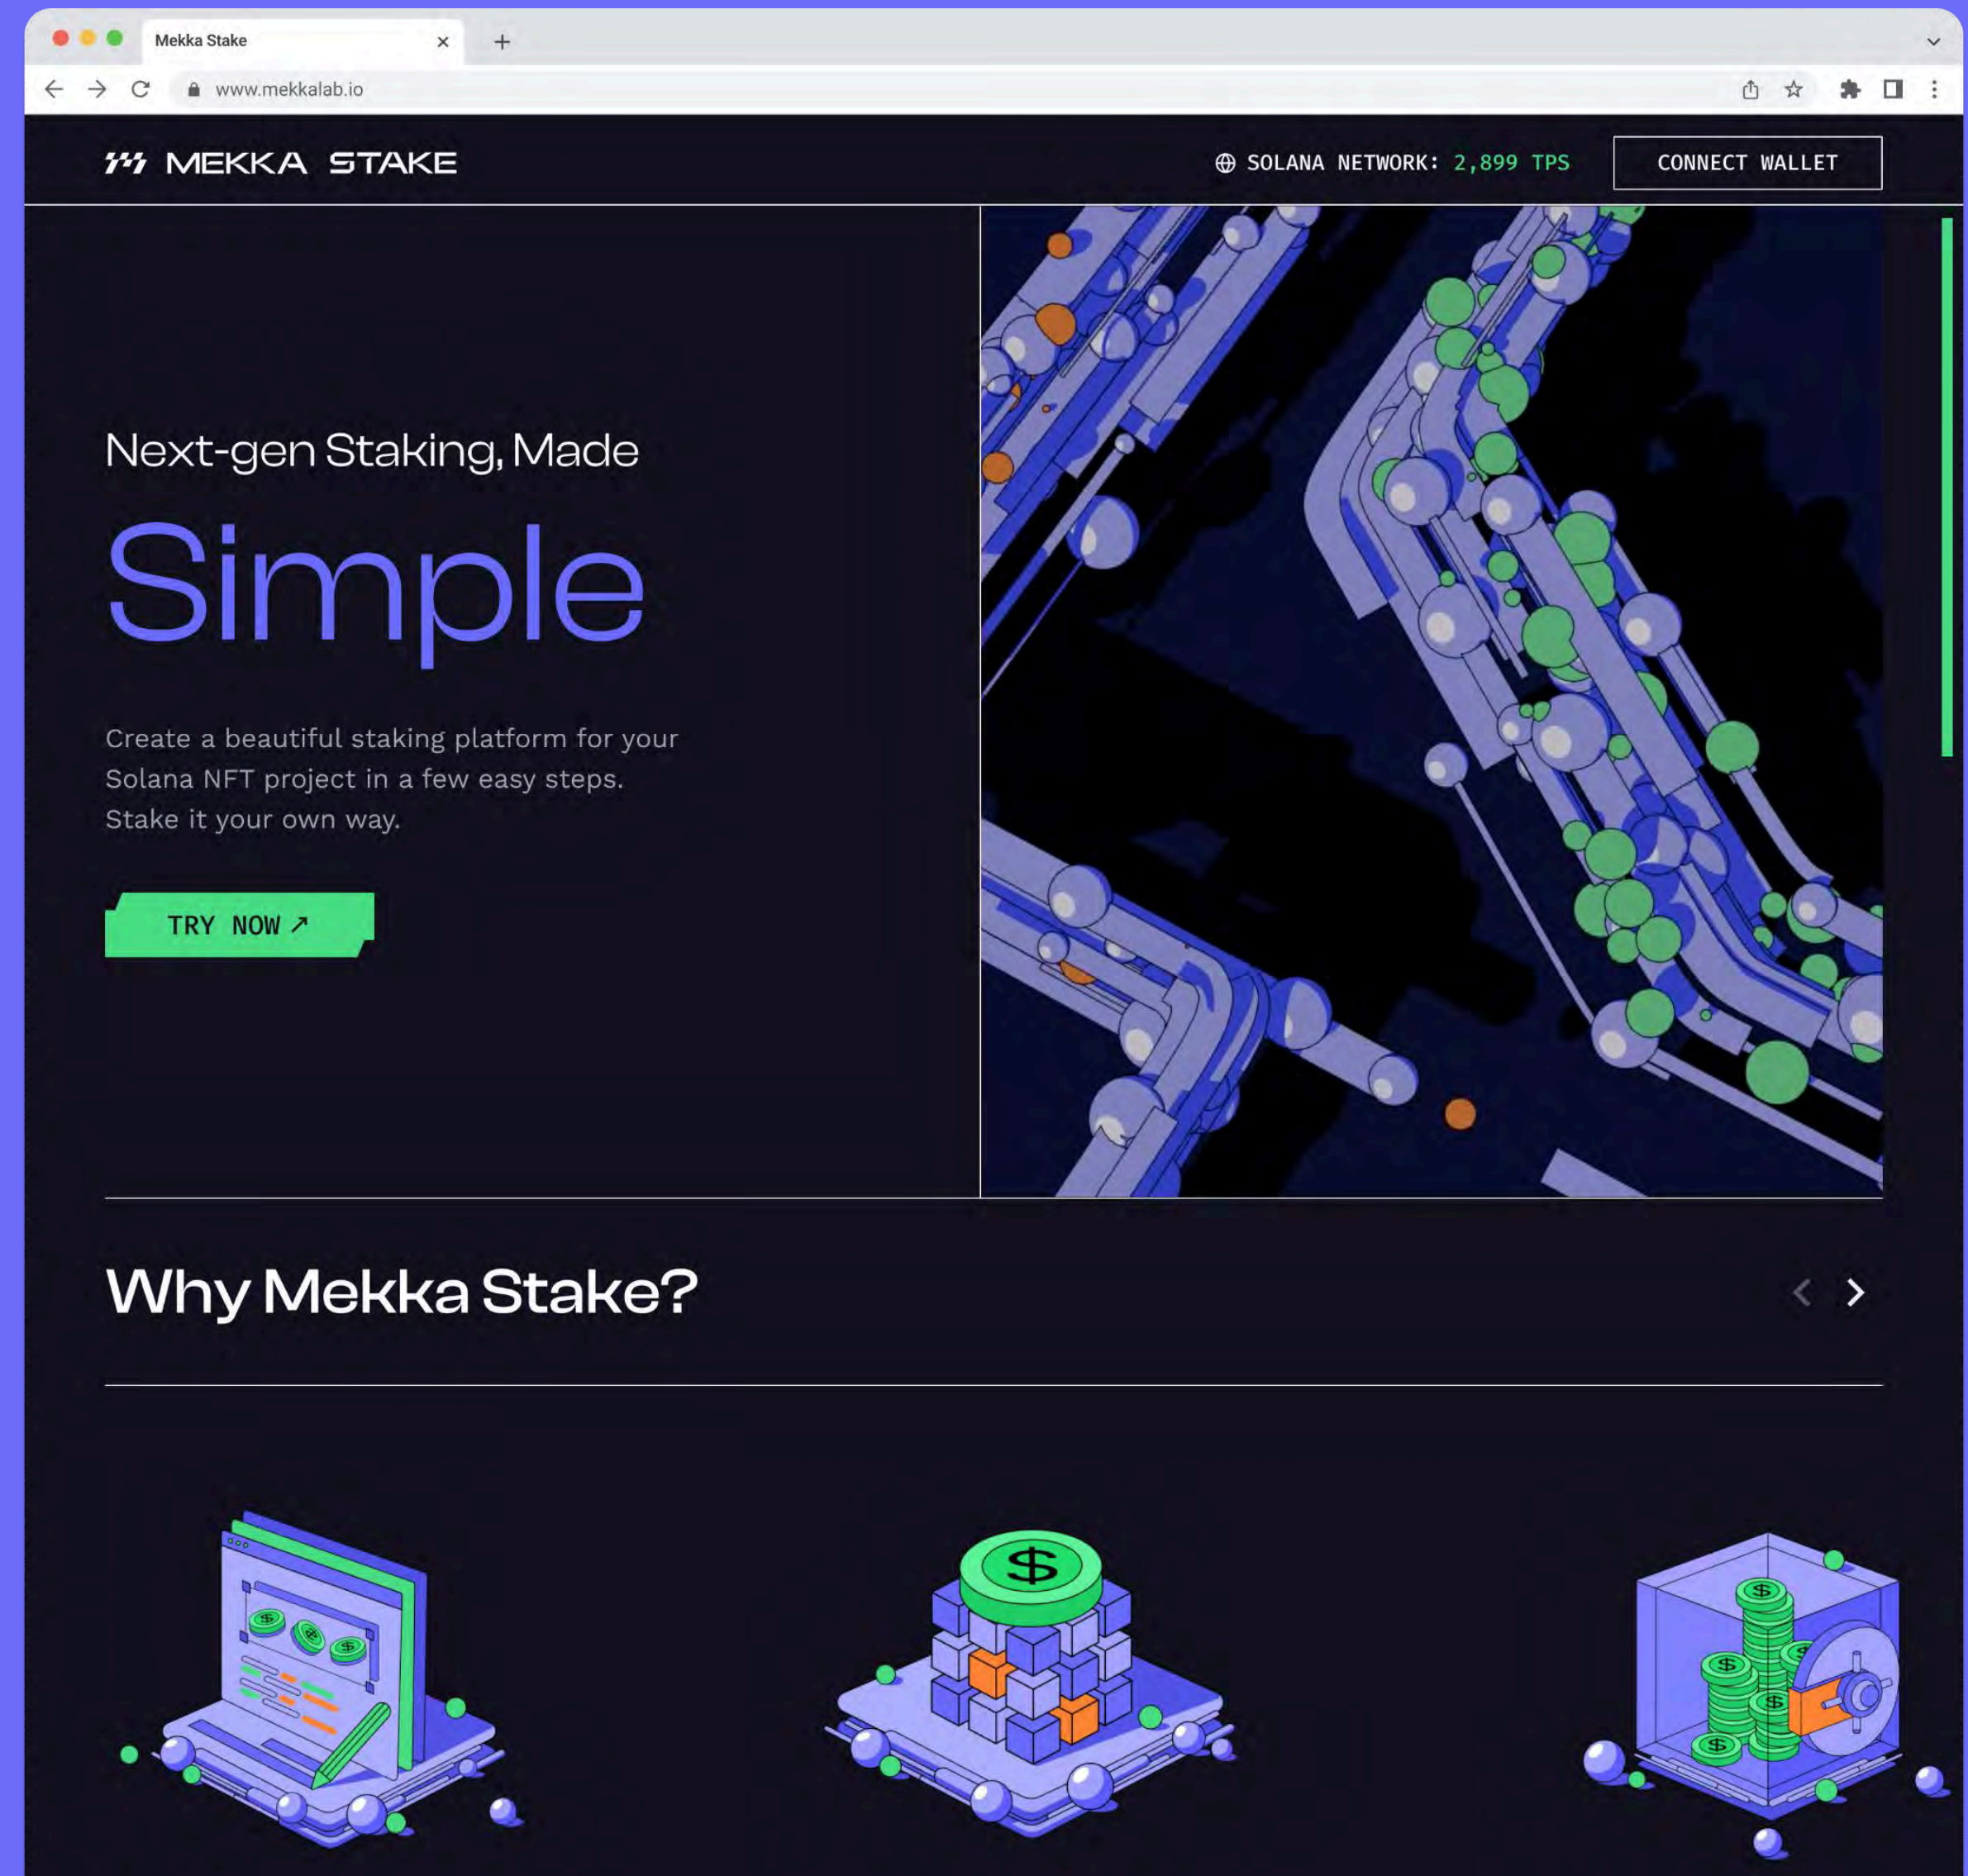 Mekka Stake
www.mekkalab.io
MEKKA STAKE
SOLANA NETWORK: 2,899 TPS
CONNECT WALLET
Next-gen Staking, Made
Simple
Create a beautiful staking platform for your
Solana NFT project in a few easy steps.
Stake it your own way.
TRY NOW ↗
Why Mekka Stake?
$ $ $
$
$
$
$
$
$